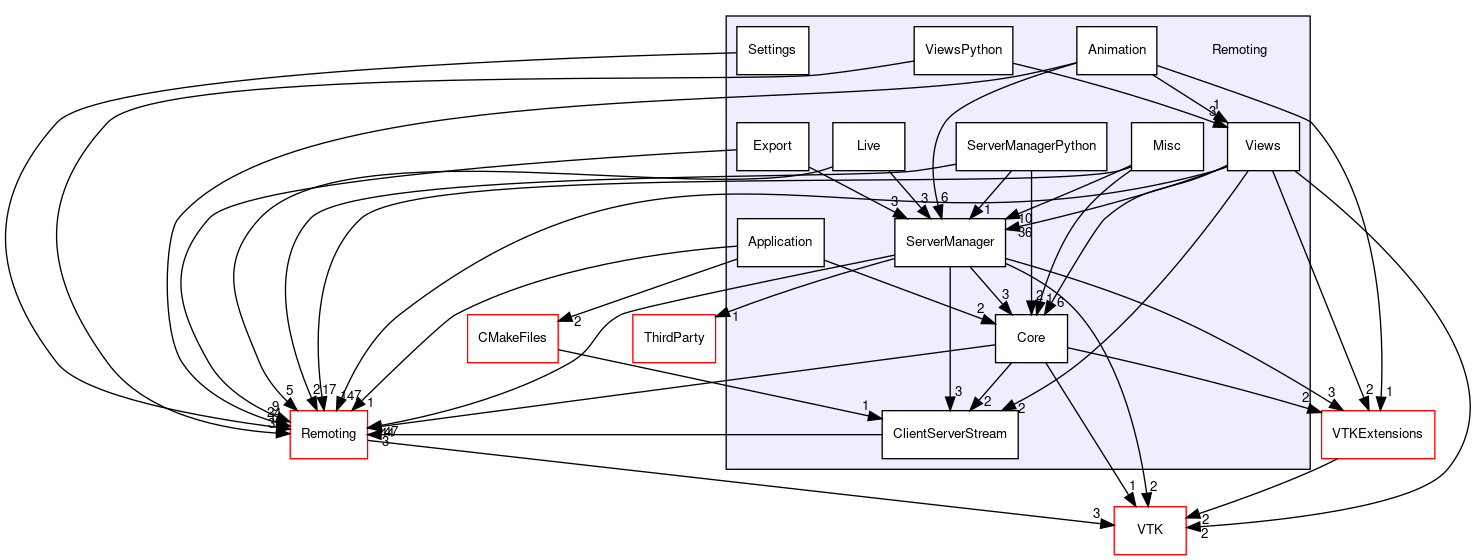 Settings
ViewsPython
Animation
Remoting
1
3
Export
Live
ServerManagerPython
Misc
Views
3
3
6
1
10
36
Application
ServerManager
2
3
2
1
6
2
1
CMakeFiles
ThirdParty
Core
5
2
17
147
1
9
1
3
2
2
3
2
1
2
Remoting
ClientServerStream
VTKExtensions
3
1
2
3
2
2
VTK